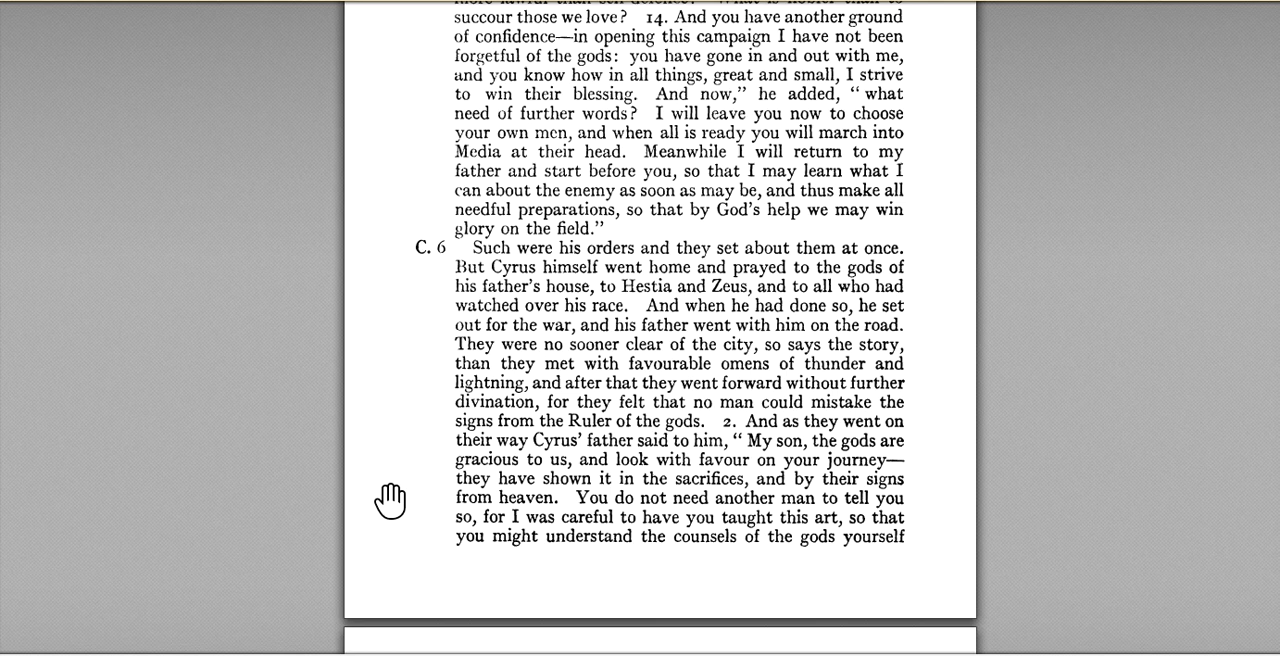 succour those we love? 14. And you have another ground
of confidence—in opening this campaign I have not been
forgetful of the gods: you have gone in and out with me,
and you know how in all things, great and small, I strive
to win their blessing. And now,” he added, “ what
need of further words? I will leave you now to choose
your own men, and when all is ready you will march into
Media at their head. Meanwhile I will return to my
father and start before you, so that I may learn what I
can about the enemy as soon as may be, and thus make all
needful preparations, so that by God’s help we may win
glory on the field.”
C. 6 Such were his orders and they set about them at once.
But Cyrus himself went home and prayed to the gods of
his father’s house, to Hestia and Zeus, and to all who had
watched over his race. And when he had done so, he set
out for the war, and his father went with him on the road.
They were no sooner clear of the city, so says the story,
than they met with favourable omens of thunder and
lightning, and after that they went forward without further
divination, for they felt that no man could mistake the
signs from the Ruler of the gods. 2. And as they went on
their way Cyrus’ father said to him, “ My son, the gods are
gracious to us, and look with favour on your journey—
they have shown it in the sacrifices, and by their signs
from heaven. You do not need another man to tell you
so, for I was careful to have you taught this art, so that
you might understand the counsels of the gods yourself